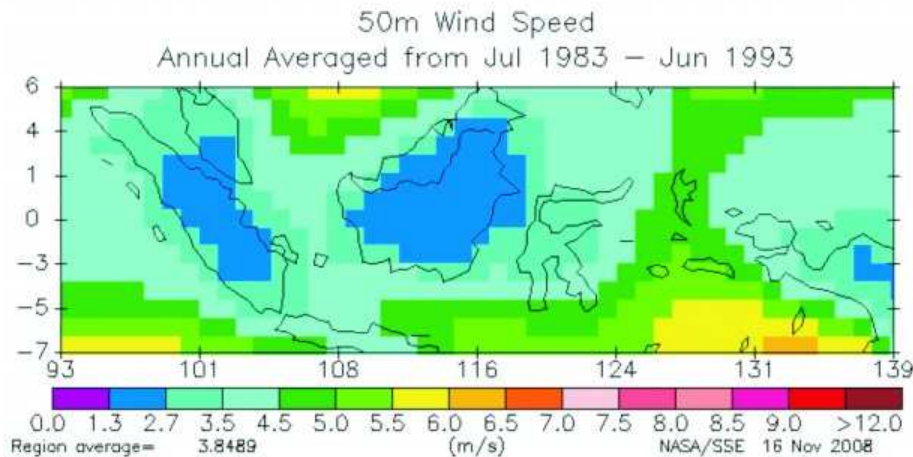 50m Wind Speed
Annual Averaged from Jul 1983 – Jun 1993
6
4
1
0
−3
−5
−7
93 101 108 116 124 131 139
0.0 1.3 2.7 3.5 4.5 5.0 5.5 6.0 6.5 7.0 7.5 8.0 8.5 9.0 >12.0
Region average= 3.8489 (m/s) NASA/SSE 16 Nov 2008